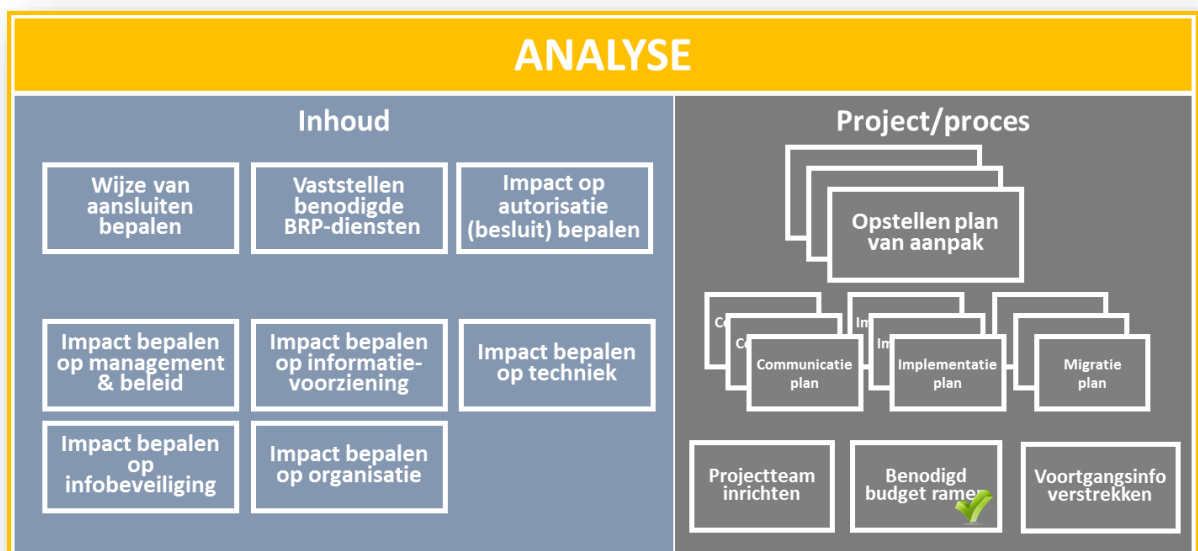 ANALYSE
Inhoud
Wijze van
aansluiten
bepalen
Vaststellen
benodigde
BRP-diensten
Impact op
autorisatie
(besluit) bepalen
Impact bepalen
op management
& beleid
Impact bepalen
op informatie-
voorziening
Impact bepalen
op techniek
Impact bepalen
op
infobeveiliging
Impact bepalen
op organisatie
Project/proces
Opstellen plan
van aanpak
Communicatie
plan
Implementatie
plan
Migratie
plan
Projectteam
inrichten
Benodigd
budget ramen
Voortgangsinfo
verstrekken